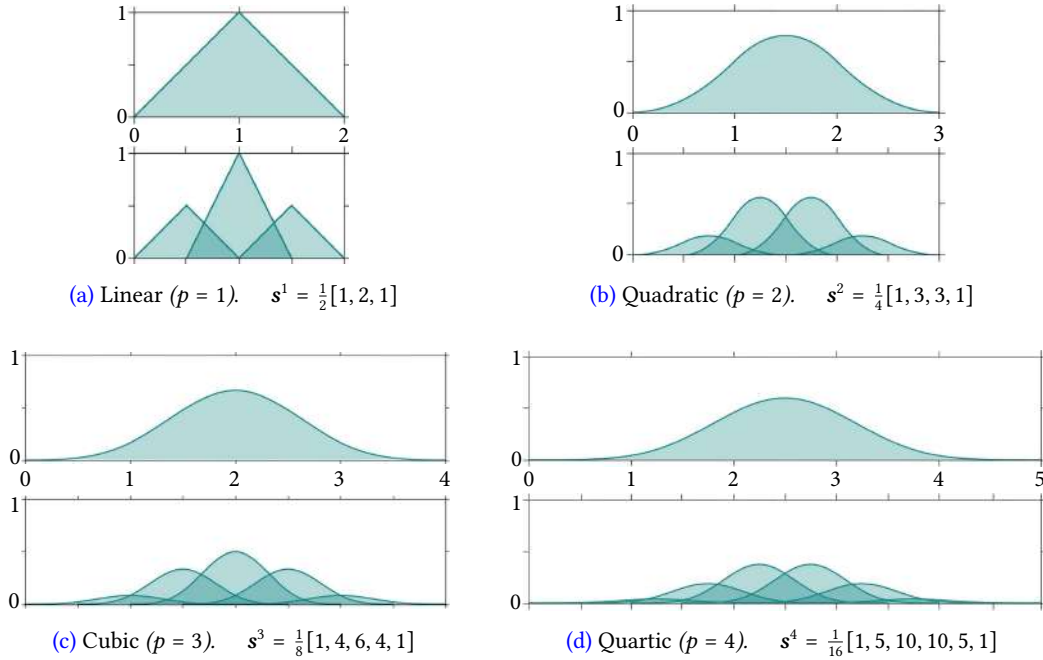 1
0
0 1 2
1
0
(a) Linear (p = 1). s¹ = ½[1, 2, 1]
1
0
0 1 2 3
1
0
(b) Quadratic (p = 2). s² = ¼[1, 3, 3, 1]
1
0
0 1 2 3 4
1
0
(c) Cubic (p = 3). s³ = ⅛[1, 4, 6, 4, 1]
1
0
0 1 2 3 4 5
1
0
(d) Quartic (p = 4). s⁴ = 1/16[1, 5, 10, 10, 5, 1]